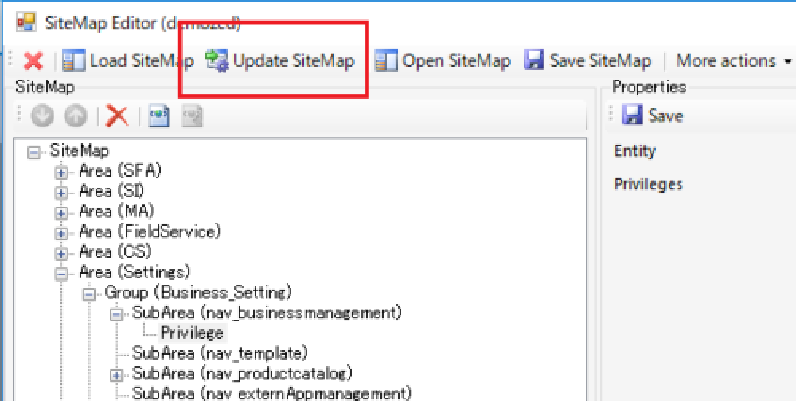 SiteMap Editor (demozed)
Load SiteMap Update SiteMap Open SiteMap Save SiteMap More actions
SiteMap
Properties
Save
Entity
Privileges
SiteMap
Area (SFA)
Area (SI)
Area (MA)
Area (FieldService)
Area (CS)
Area (Settings)
Group (Business_Setting)
SubArea (nav_businessmanagement)
Privilege
SubArea (nav_template)
SubArea (nav_productcatalog)
SubArea (nav_externAppmanagement)